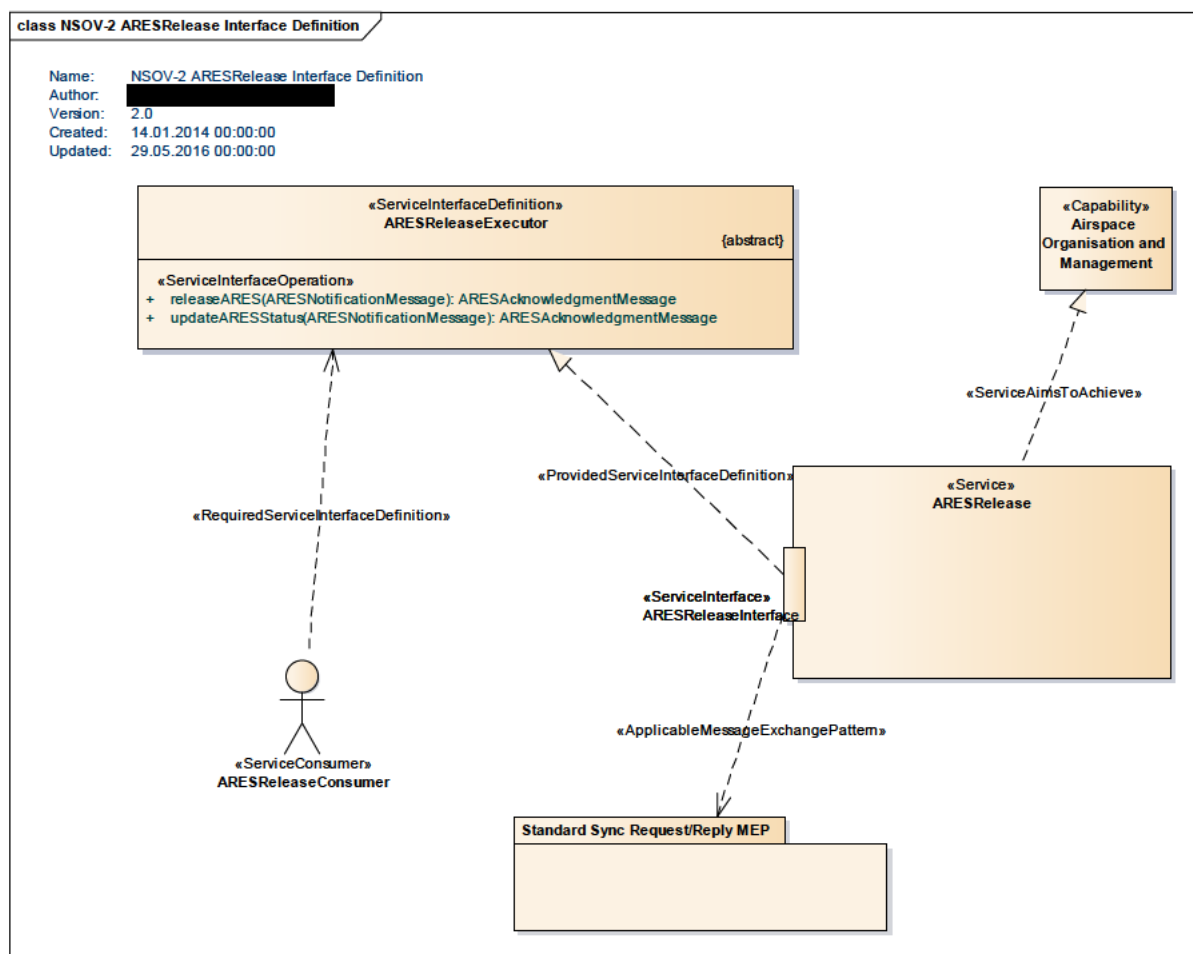 class NSOV-2 ARESRelease Interface Definition
Name: NSOV-2 ARESRelease Interface Definition
Author:
Version: 2.0
Created: 14.01.2014 00:00:00
Updated: 29.05.2016 00:00:00
«ServiceInterfaceDefinition»
ARESReleaseExecutor
{abstract}
«ServiceInterfaceOperation»
+ releaseARES(ARESNotificationMessage): ARESAcknowledgmentMessage
+ updateARESStatus(ARESNotificationMessage): ARESAcknowledgmentMessage
«Capability»
Airspace
Organisation and
Management
«ServiceAimsToAchieve»
«ProvidedServiceInterfaceDefinition»
«Service»
ARESRelease
«RequiredServiceInterfaceDefinition»
«ServiceInterface»
ARESReleaseInterface
«ApplicableMessageExchangePattern»
«ServiceConsumer»
ARESReleaseConsumer
Standard Sync Request/Reply MEP